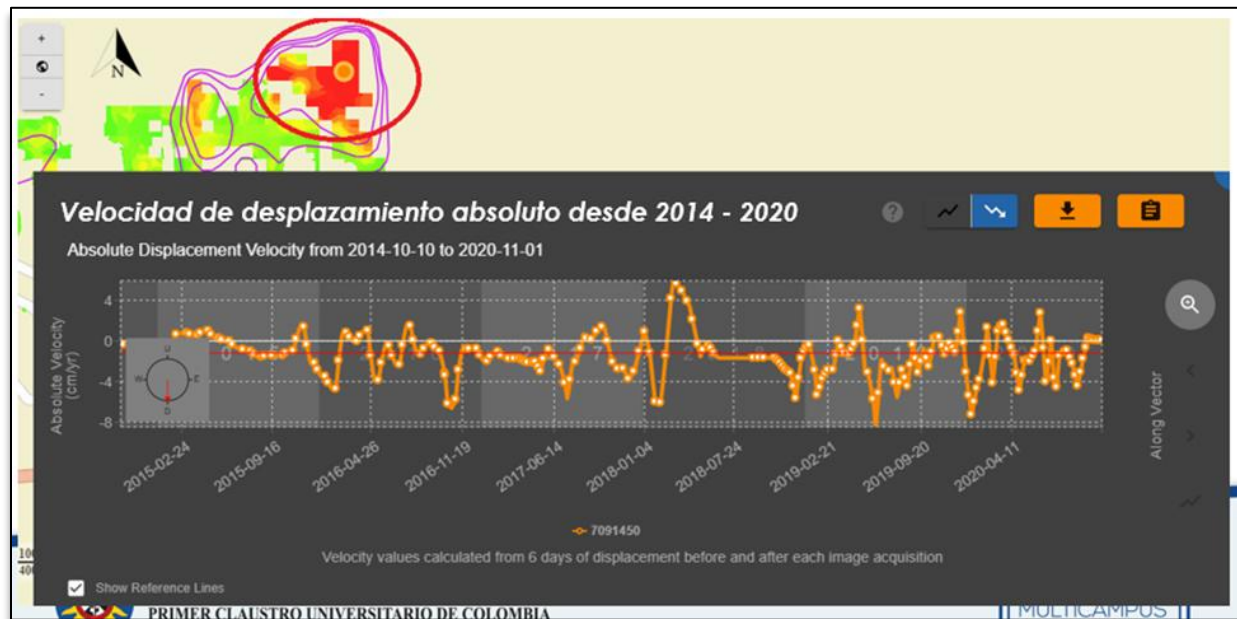 +
-
N
Velocidad de desplazamiento absoluto desde 2014 - 2020
?
Absolute Displacement Velocity from 2014-10-10 to 2020-11-01
Absolute Velocity
(cm/yr)
4
0
-4
-8
U
W
E
D
2015-02-24
2015-09-16
2016-04-26
2016-11-19
2017-06-14
2018-01-04
2018-07-24
2019-02-21
2019-09-20
2020-04-11
Along Vector
7091450
Velocity values calculated from 6 days of displacement before and after each image acquisition
Show Reference Lines
PRIMER CLAUSTRO UNIVERSITARIO DE COLOMBIA
MULTICAMPUS